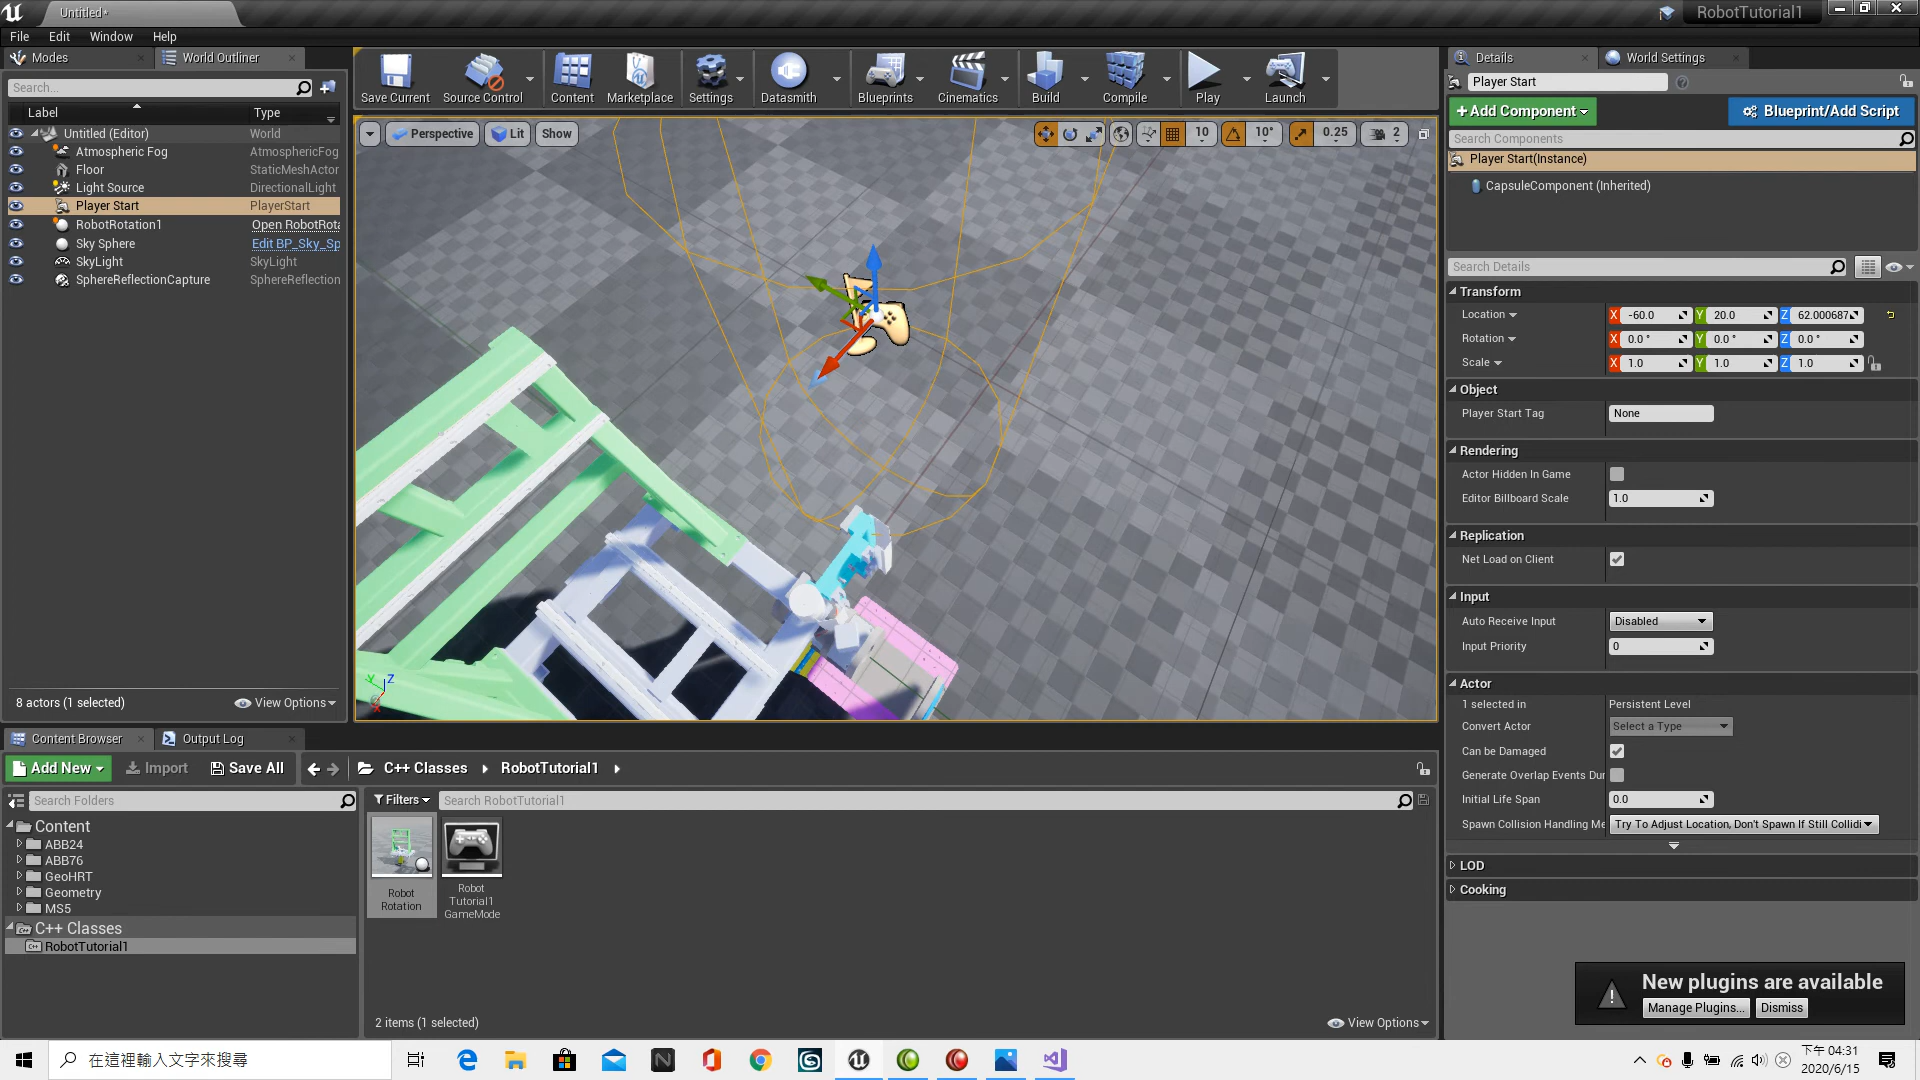 Untitled*
RobotTutorial1
File Edit Window Help
Modes
World Outliner
Search...
Label Type
Untitled (Editor) World
Atmospheric Fog AtmosphericFog
Floor StaticMeshActor
Light Source DirectionalLight
Player Start PlayerStart
RobotRotation1 Open RobotRota
Sky Sphere Edit BP_Sky_Sp
SkyLight SkyLight
SphereReflectionCapture SphereReflection
8 actors (1 selected) View Options
Save Current Source Control Content Marketplace Settings Datasmith Blueprints Cinematics Build Compile Play Launch
Perspective Lit Show
10 10° 0.25 2
Y Z
X
Details
World Settings
Player Start
+Add Component
Blueprint/Add Script
Search Components
Player Start(Instance)
CapsuleComponent (Inherited)
Search Details
Transform
Location X -60.0 Y 20.0 Z 62.000687
Rotation X 0.0 ° Y 0.0 ° Z 0.0 °
Scale X 1.0 Y 1.0 Z 1.0
Object
Player Start Tag None
Rendering
Actor Hidden In Game
Editor Billboard Scale 1.0
Replication
Net Load on Client
Input
Auto Receive Input Disabled
Input Priority 0
Actor
1 selected in Persistent Level
Convert Actor Select a Type
Can be Damaged
Generate Overlap Events Dur
Initial Life Span 0.0
Spawn Collision Handling Me Try To Adjust Location, Don't Spawn If Still Collidi
LOD
Cooking
Content Browser
Output Log
Add New Import Save All C++ Classes RobotTutorial1
Search Folders
Content
ABB24
ABB76
GeoHRT
Geometry
MS5
C++ Classes
RobotTutorial1
Filters Search RobotTutorial1
Robot
Rotation
Robot
Tutorial1
GameMode
2 items (1 selected) View Options
New plugins are available
Manage Plugins... Dismiss
在這裡輸入文字來搜尋
下午 04:31
2020/6/15